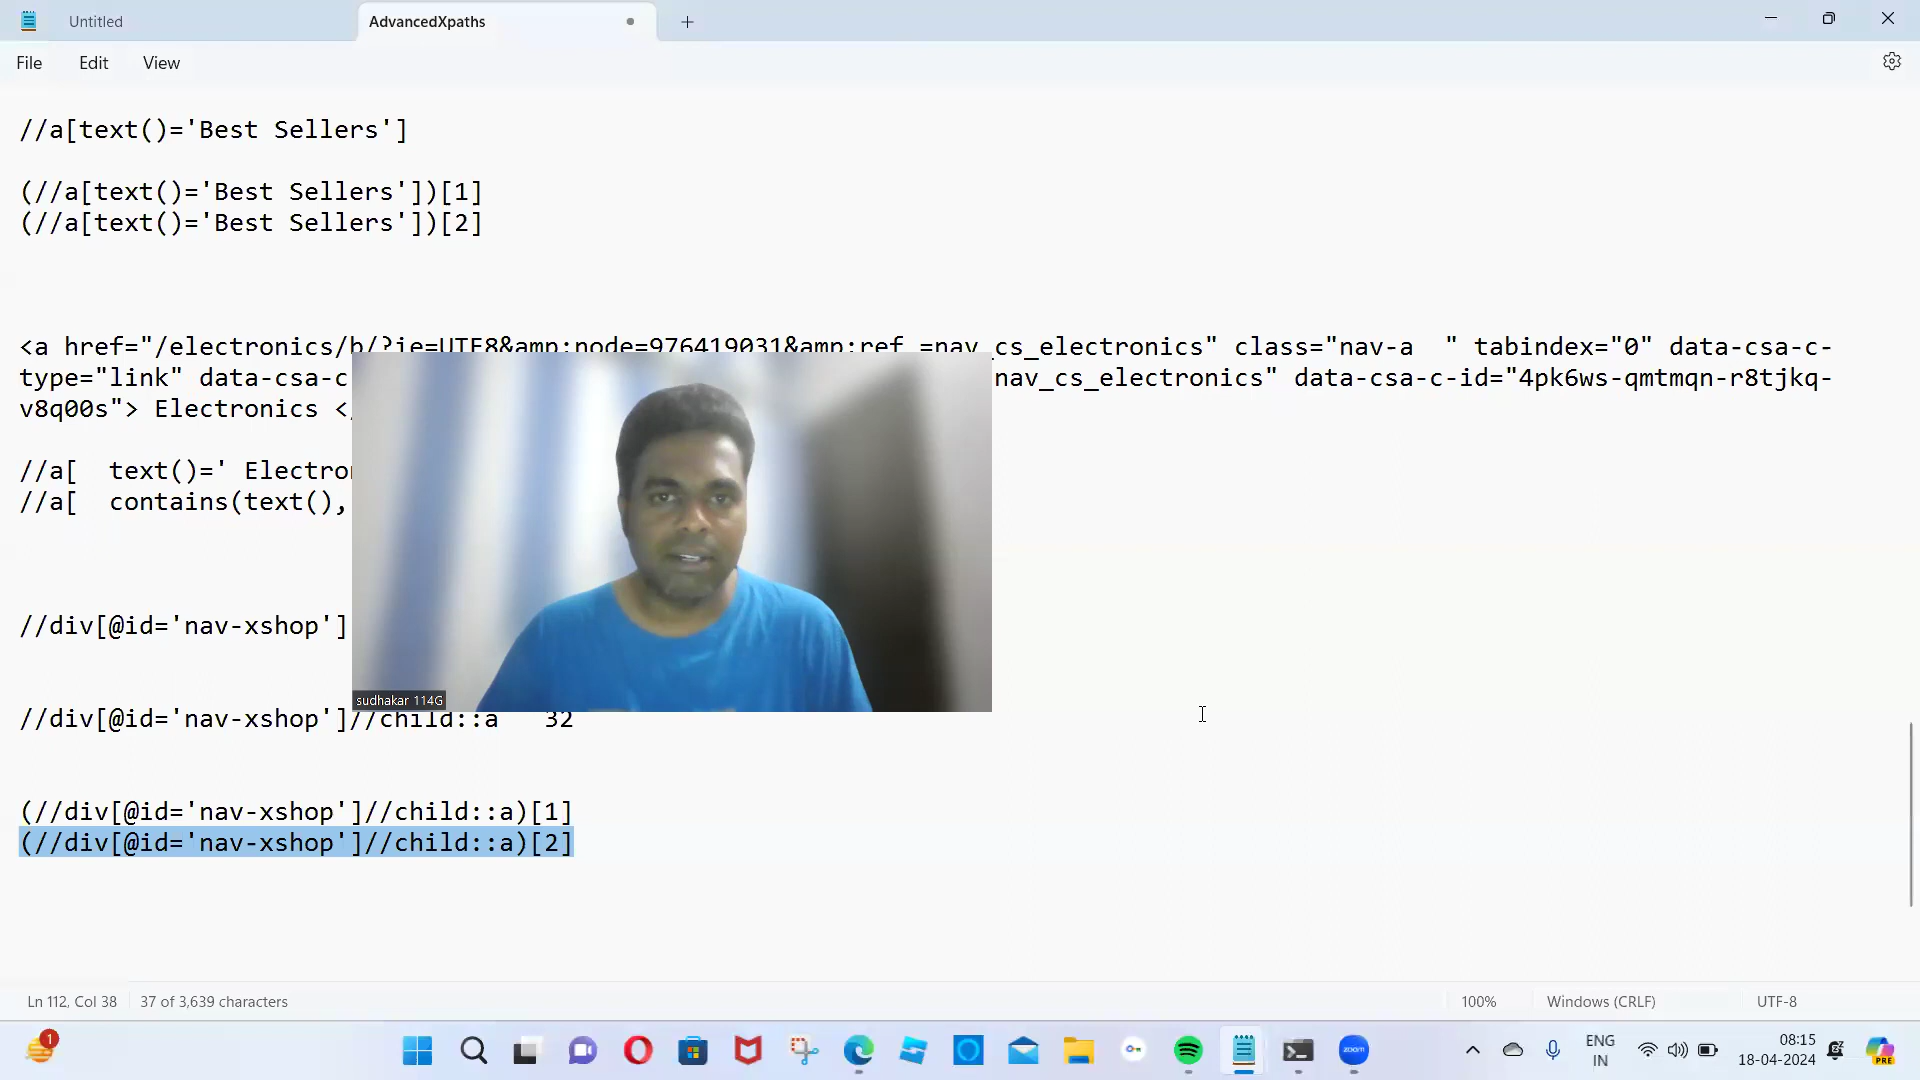 Untitled
AdvancedXpaths
File
Edit
View
//a[text()='Best Sellers']
(//a[text()='Best Sellers'])[1]
(//a[text()='Best Sellers'])[2]
<a href="/electronics/b/?ie=UTF8&amp;node=976419031&amp;ref_=nav_cs_electronics" class="nav-a  " tabindex="0" data-csa-c-
type="link" data-csa-c nav_cs_electronics" data-csa-c-id="4pk6ws-qmtmqn-r8tjkq-
v8q00s"> Electronics <
//a[  text()=' Electro
//a[  contains(text(),
//div[@id='nav-xshop']
sudhakar 114G
//div[@id='nav-xshop']//child::a   32
(//div[@id='nav-xshop']//child::a)[1]
(//div[@id='nav-xshop']//child::a)[2]
Ln 112, Col 38
37 of 3,639 characters
100%
Windows (CRLF)
UTF-8
1
zoom
ENG
IN
08:15
18-04-2024
PRE